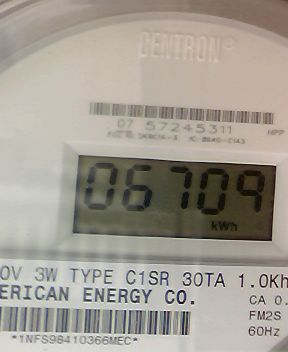 CENTRON®
07 57245311
06709
kWh
0V 3W TYPE C1SR 30TA 1.0Kh
ERICAN ENERGY CO.
CA 0.
FM2S
60Hz
*1NFS98410366MEC*